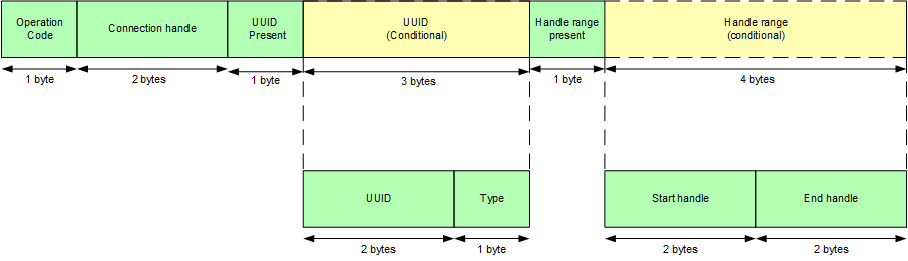 Operation
Code
Connection handle
UUID
Present
UUID
(Conditional)
Handle range
present
Handle range
(conditional)
1 byte
2 bytes
1 byte
3 bytes
1 byte
4 bytes
UUID
Type
Start handle
End handle
2 bytes
1 byte
2 bytes
2 bytes